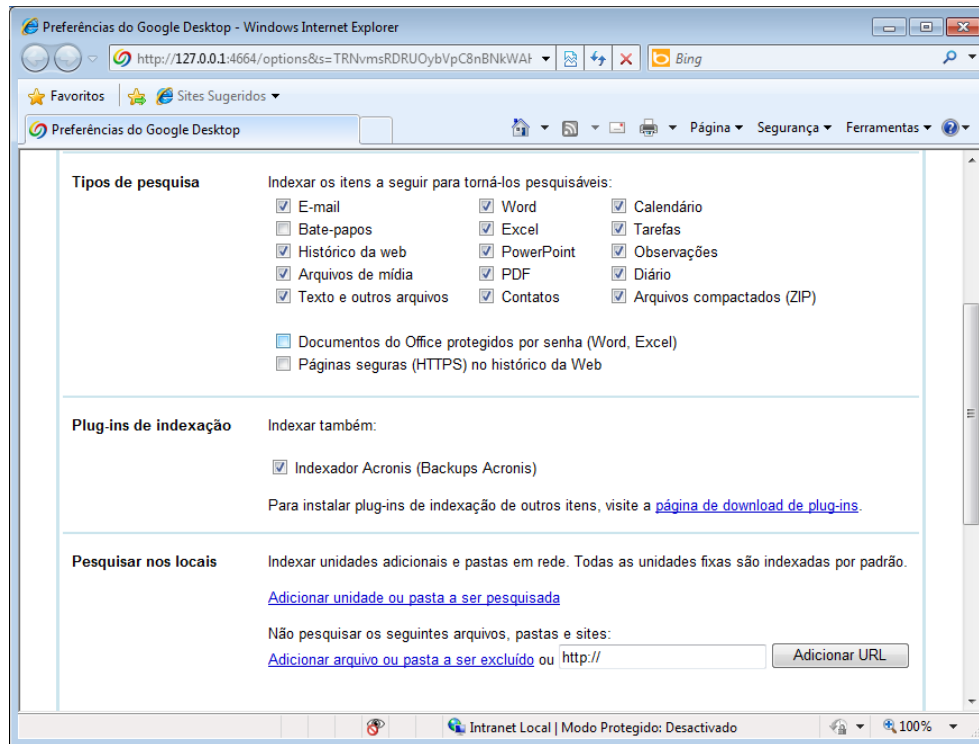 Preferências do Google Desktop - Windows Internet Explorer
http://127.0.0.1:4664/options&s=TRNvmsRDRUOybVpC8nBNkWAH
Bing
Favoritos Sites Sugeridos
Preferências do Google Desktop Página Segurança Ferramentas
Tipos de pesquisa Indexar os itens a seguir para torná-los pesquisáveis:
E-mail Word Calendário
Bate-papos Excel Tarefas
Histórico da web PowerPoint Observações
Arquivos de mídia PDF Diário
Texto e outros arquivos Contatos Arquivos compactados (ZIP)
Documentos do Office protegidos por senha (Word, Excel)
Páginas seguras (HTTPS) no histórico da Web
Plug-ins de indexação Indexar também:
Indexador Acronis (Backups Acronis)
Para instalar plug-ins de indexação de outros itens, visite a página de download de plug-ins.
Pesquisar nos locais Indexar unidades adicionais e pastas em rede. Todas as unidades fixas são indexadas por padrão.
Adicionar unidade ou pasta a ser pesquisada
Não pesquisar os seguintes arquivos, pastas e sites:
Adicionar arquivo ou pasta a ser excluído ou http:// Adicionar URL
Intranet Local | Modo Protegido: Desactivado 100%